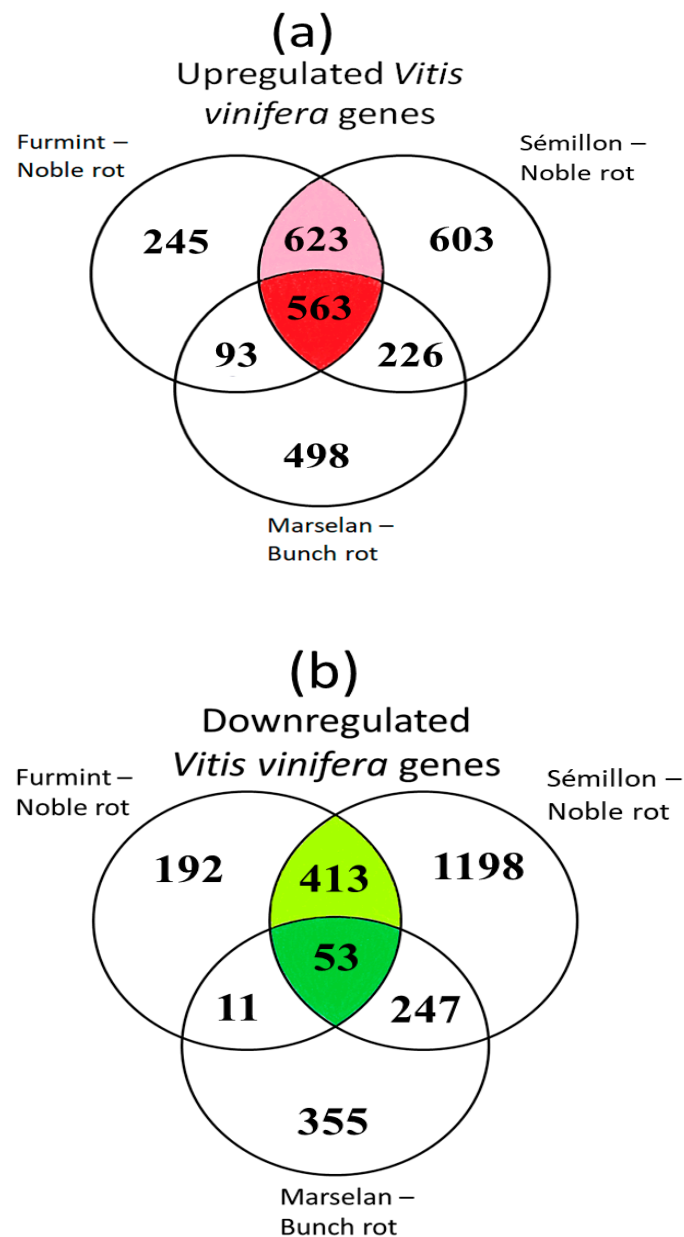 (a)
Upregulated Vitis
vinifera genes
Furmint –
Noble rot
Sémillon –
Noble rot
245
623
603
563
93
226
498
Marselan –
Bunch rot
(b)
Downregulated
Vitis vinifera genes
Furmint –
Noble rot
Sémillon –
Noble rot
192
413
1198
53
11
247
355
Marselan –
Bunch rot